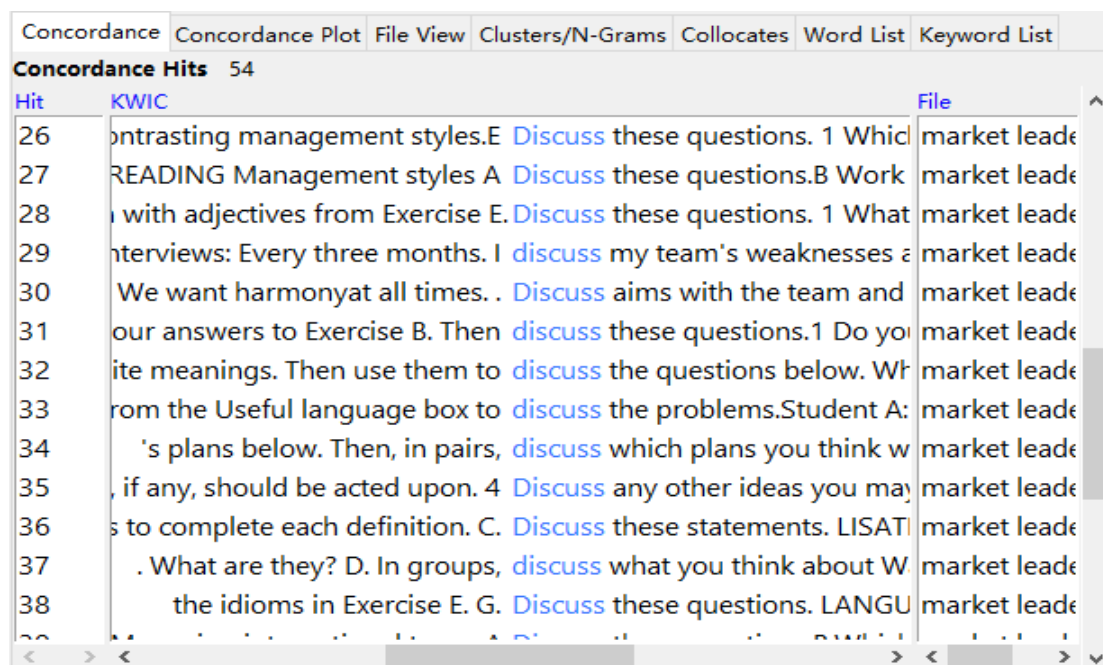 Concordance Concordance Plot File View Clusters/N-Grams Collocates Word List Keyword List
Concordance Hits 54
Hit KWIC File
26 ontrasting management styles.E Discuss these questions. 1 Which market leade
27 READING Management styles A Discuss these questions.B Work market leade
28 with adjectives from Exercise E. Discuss these questions. 1 What market leade
29 nterviews: Every three months. I discuss my team's weaknesses a market leade
30 We want harmonyat all times. . Discuss aims with the team and market leade
31 our answers to Exercise B. Then discuss these questions.1 Do you market leade
32 ite meanings. Then use them to discuss the questions below. Wh market leade
33 rom the Useful language box to discuss the problems.Student A: market leade
34 's plans below. Then, in pairs, discuss which plans you think w market leade
35 , if any, should be acted upon. 4 Discuss any other ideas you may market leade
36 s to complete each definition. C. Discuss these statements. LISATI market leade
37 . What are they? D. In groups, discuss what you think about W market leade
38 the idioms in Exercise E. G. Discuss these questions. LANGU market leade